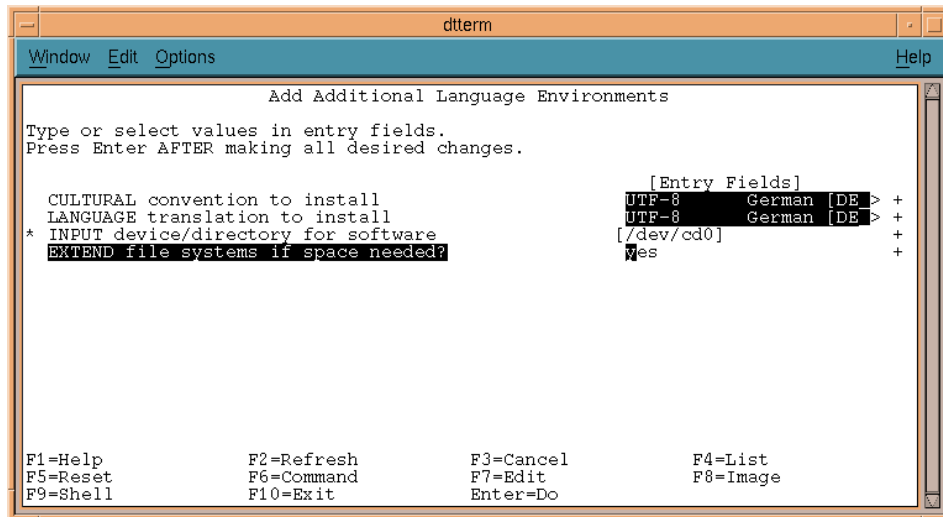 dtterm
Window Edit Options Help
Add Additional Language Environments
Type or select values in entry fields.
Press Enter AFTER making all desired changes.
[Entry Fields]
CULTURAL convention to install UTF-8 German [DE_> +
LANGUAGE translation to install UTF-8 German [DE_> +
* INPUT device/directory for software [/dev/cd0] +
EXTEND file systems if space needed? yes +
F1=Help F2=Refresh F3=Cancel F4=List
F5=Reset F6=Command F7=Edit F8=Image
F9=Shell F10=Exit Enter=Do